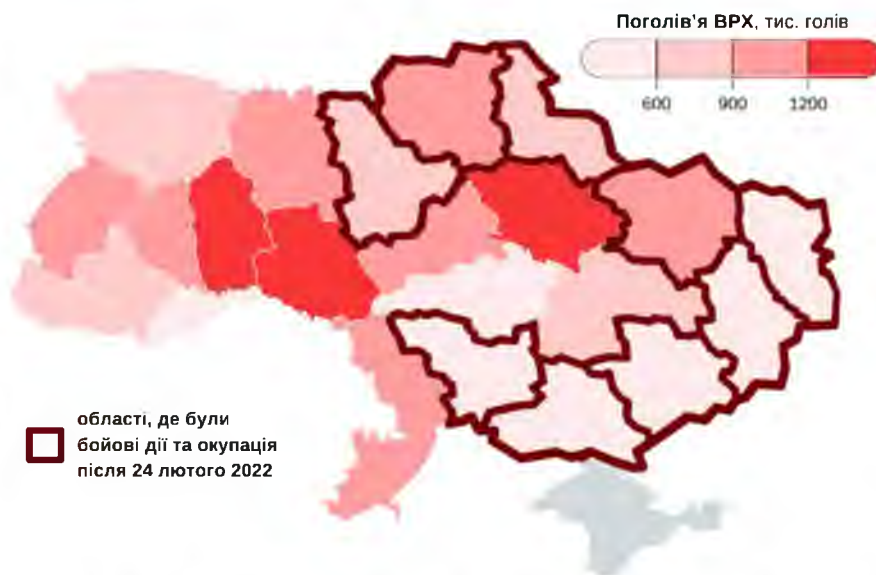 Поголів’я ВРХ, тис. голів
600 900 1200
області, де були
бойові дії та окупація
після 24 лютого 2022